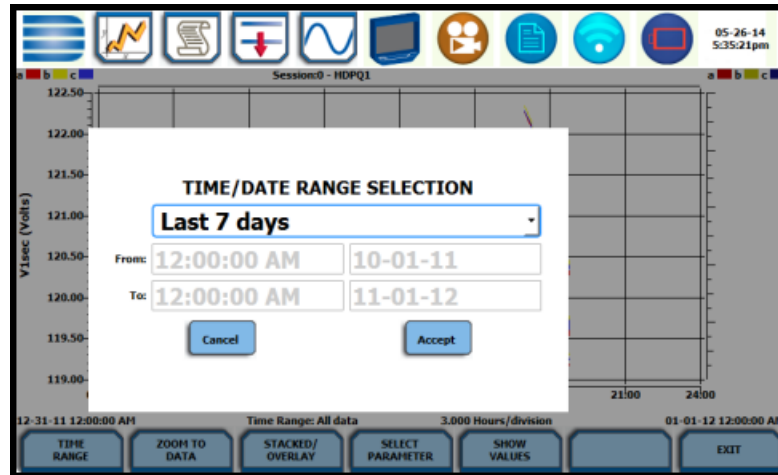 05-26-14
5:35:21pm
a b c
Session:0 - HDPQ1
a b c
122.50
122.00
121.50
121.00
120.50
120.00
119.50
119.00
V1sec (Volts)
TIME/DATE RANGE SELECTION
Last 7 days
From: 12:00:00 AM 10-01-11
To: 12:00:00 AM 11-01-12
Cancel Accept
21:00 24:00
12-31-11 12:00:00 AM Time Range: All data 3.000 Hours/division 01-01-12 12:00:00 AM
TIME RANGE
ZOOM TO DATA
STACKED/ OVERLAY
SELECT PARAMETER
SHOW VALUES
EXIT